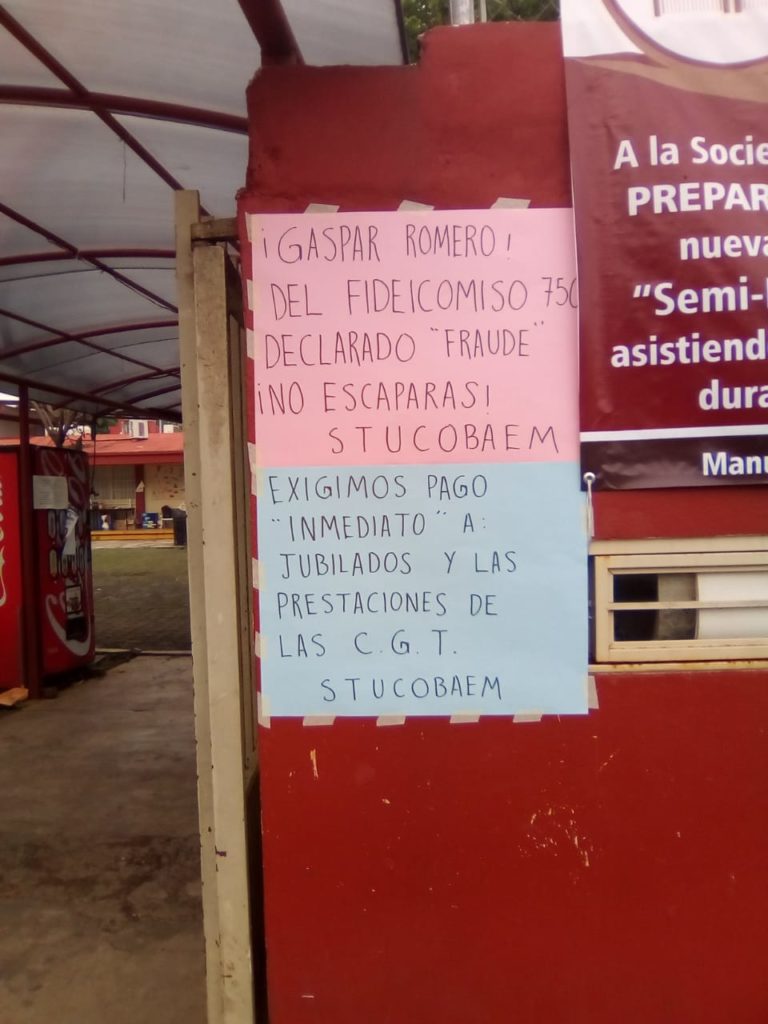 ¡GASPAR ROMERO!
DEL FIDEICOMISO 750
DECLARADO "FRAUDE"
¡NO ESCAPARAS!
STUCOBAEM
EXIGIMOS PAGO
"INMEDIATO" A:
JUBILADOS Y LAS
PRESTACIONES DE
LAS C.G.T.
STUCOBAEM
A la Socie
PREPAR
nueva
"Semi-
asistiend
dura
Manu